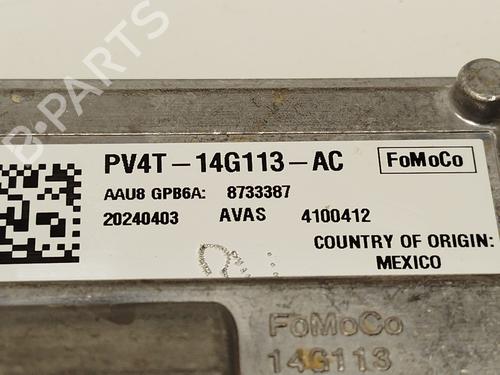 B-PARTS
PV4T-14G113-AC
FoMoCo
AAU8 GPB6A: 8733387
20240403 AVAS 4100412
COUNTRY OF ORIGIN:
MEXICO
FoMoCo
14G113